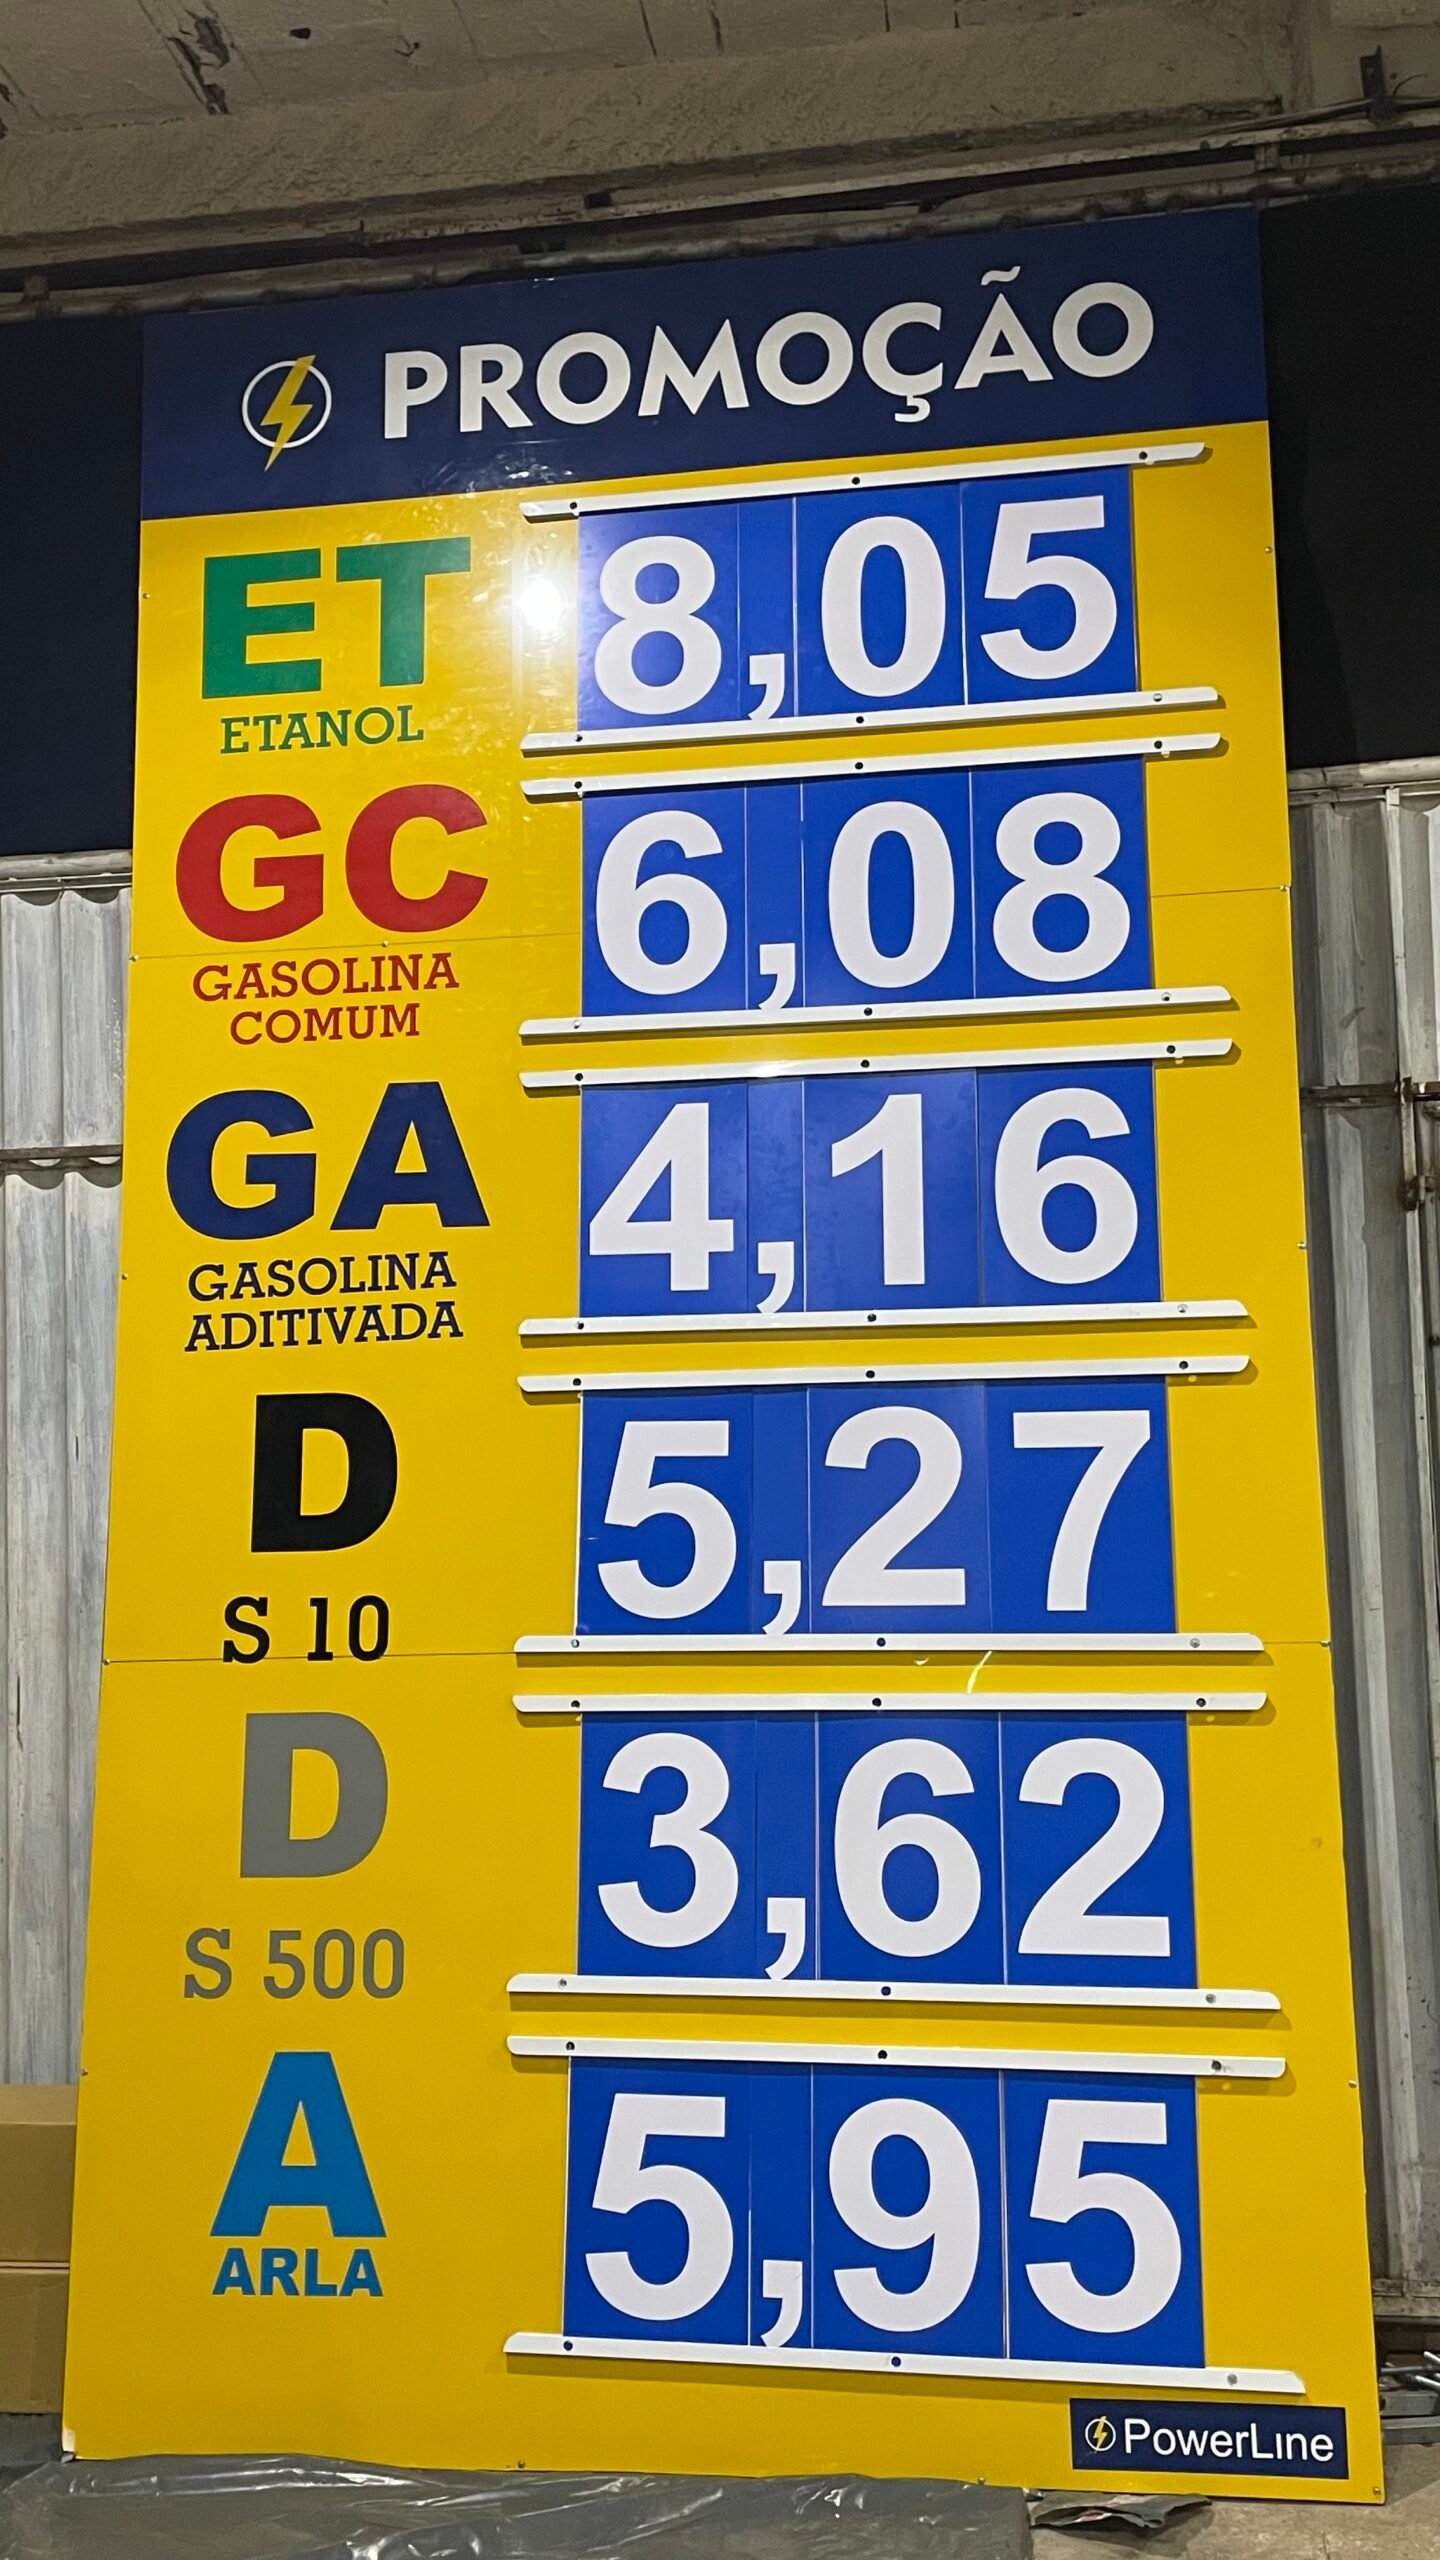 PROMOÇÃO
ET 8,05
ETANOL
GC 6,08
GASOLINA
COMUM
GA 4,16
GASOLINA
ADITIVADA
D 5,27
S 10
D 3,62
S 500
A 5,95
ARLA
PowerLine